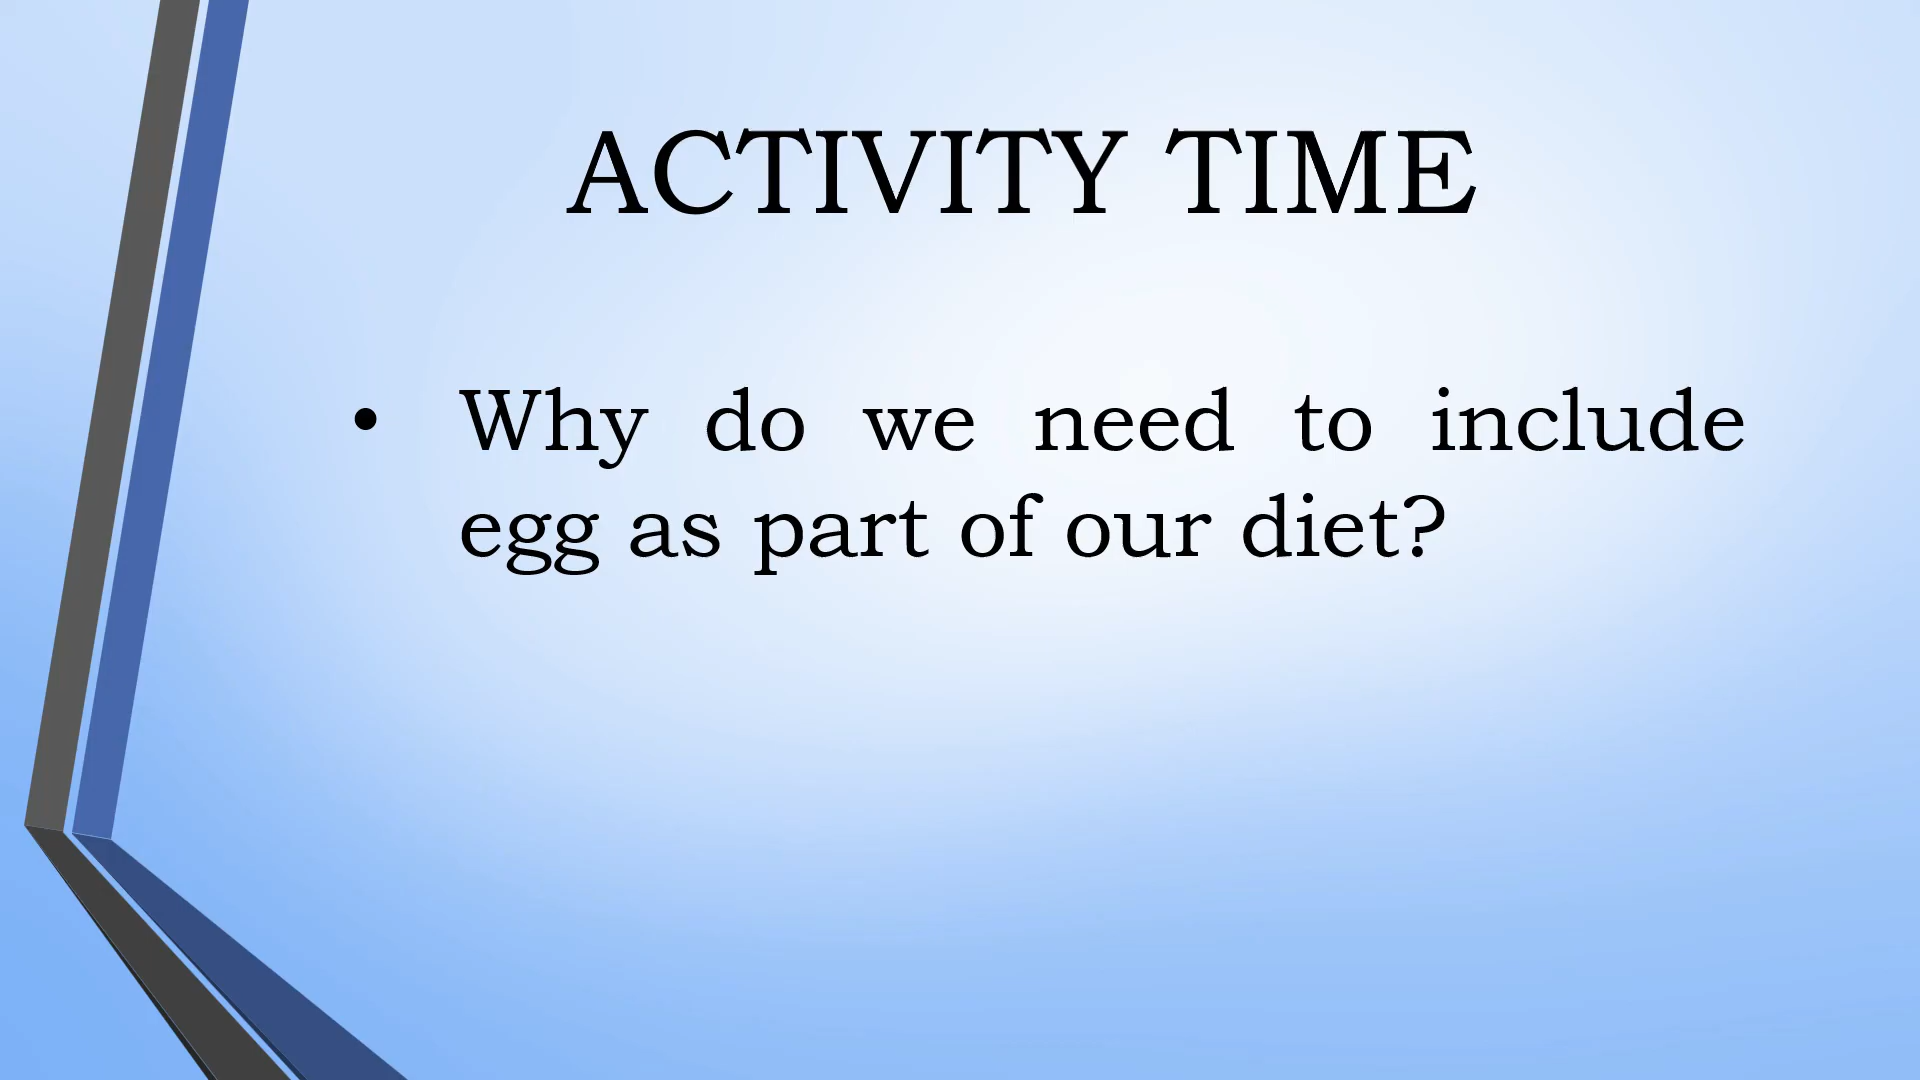 ACTIVITY TIME
• Why do we need to include
egg as part of our diet?